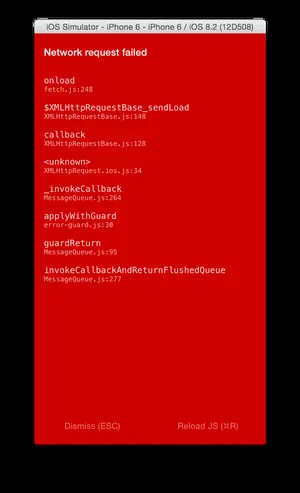 iOS Simulator - iPhone 6 - iPhone 6 / iOS 8.2 (12D508)
Network request failed
onload
fetch.js:248
$XMLHttpRequestBase_sendLoad
XMLHttpRequestBase.js:148
callback
XMLHttpRequestBase.js:128
<unknown>
XMLHttpRequest.ios.js:34
_invokeCallback
MessageQueue.js:264
applyWithGuard
error-guard.js:30
guardReturn
MessageQueue.js:95
invokeCallbackAndReturnFlushedQueue
MessageQueue.js:277
Dismiss (ESC) Reload JS (⌘R)